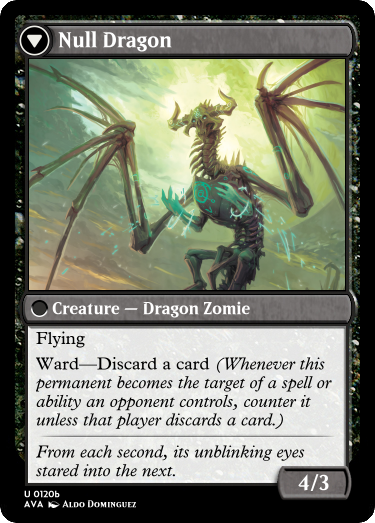 Null Dragon
Creature — Dragon Zomie
Flying
Ward—Discard a card (Whenever this
permanent becomes the target of a spell or
ability an opponent controls, counter it
unless that player discards a card.)
From each second, its unblinking eyes
stared into the next.
4/3
U 0120b
AVA Aldo Dominguez